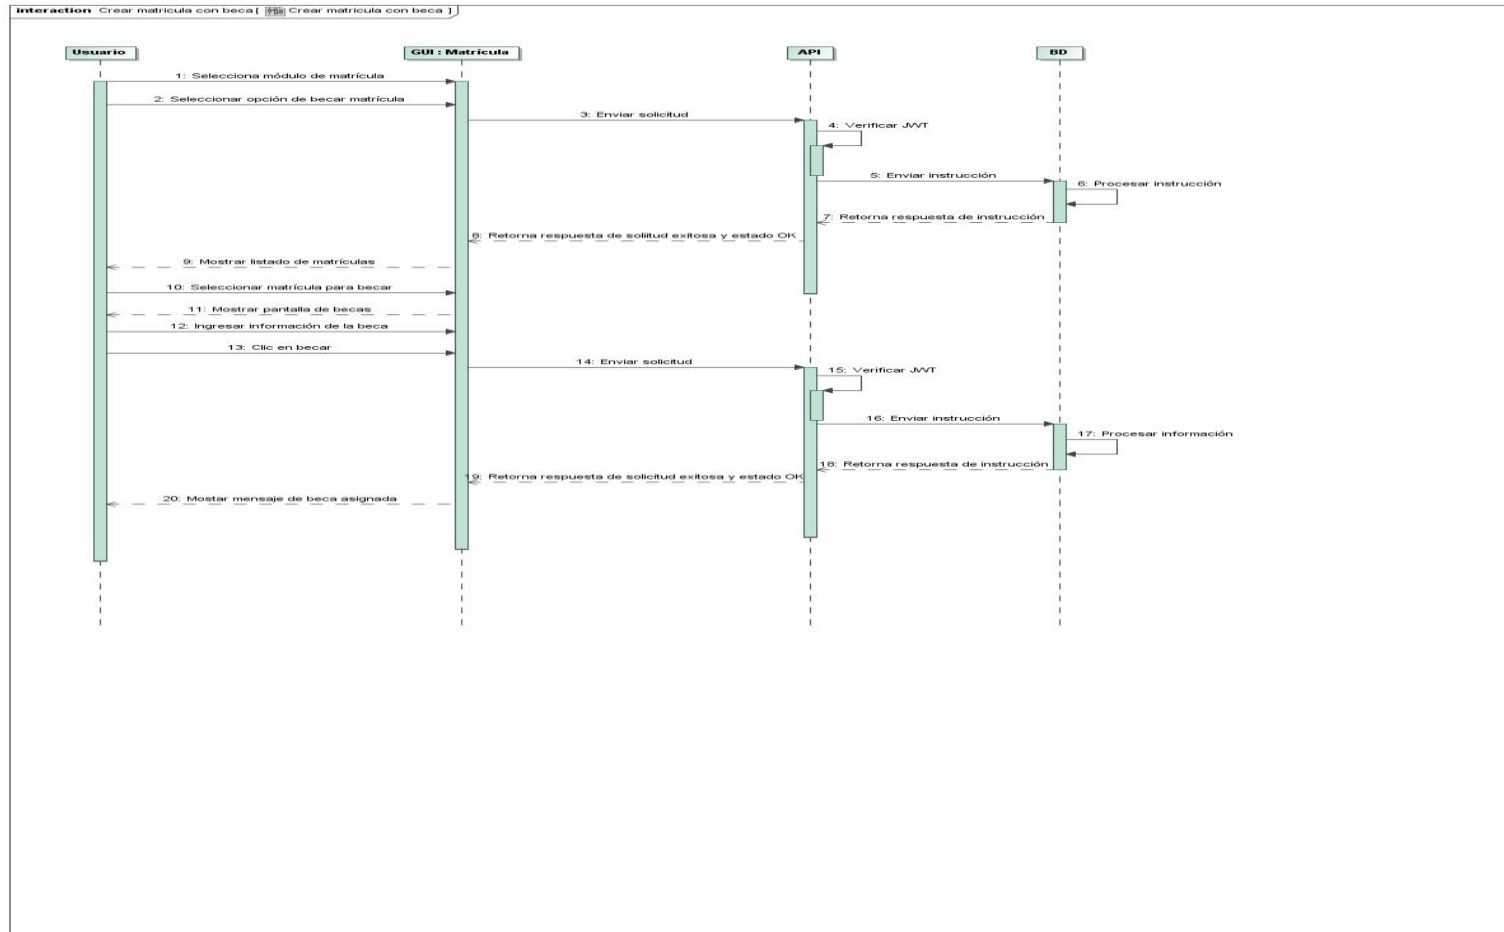 interaction Crear matricula con beca [ Crear matricula con beca ]
Usuario
GUI : Matrícula
API
BD
1: Selecciona módulo de matrícula
2: Seleccionar opción de becar matrícula
3: Enviar solicitud
4: Verificar JWT
5: Enviar instrucción
6: Procesar instrucción
7: Retorna respuesta de instrucción
8: Retorna respuesta de soliitud exitosa y estado OK
9: Mostrar listado de matrículas
10: Seleccionar matrícula para becar
11: Mostrar pantalla de becas
12: Ingresar información de la beca
13: Clic en becar
14: Enviar solicitud
15: Verificar JWT
16: Enviar instrucción
17: Procesar información
18: Retorna respuesta de instrucción
19: Retorna respuesta de solicitud exitosa y estado OK
20: Mostar mensaje de beca asignada